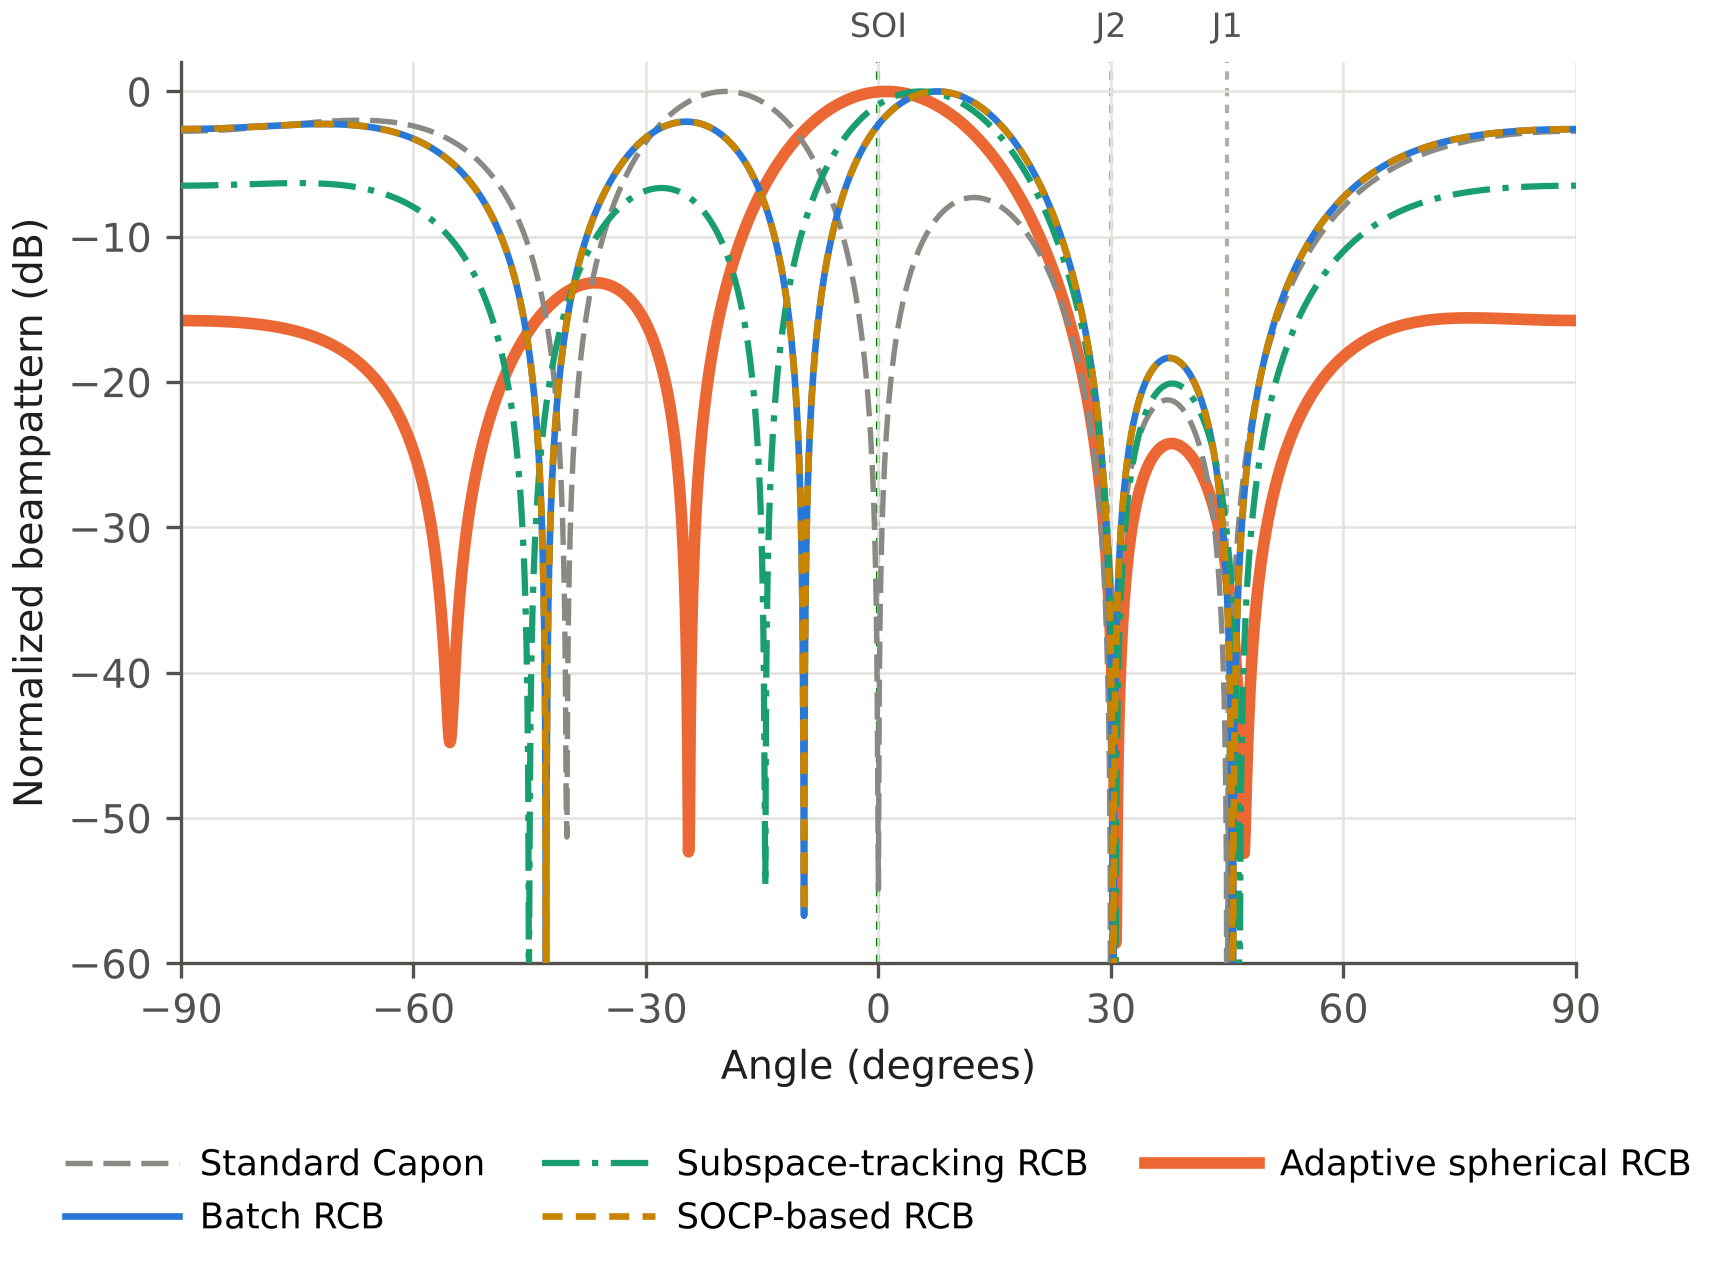 SOI J2 J1
0
−10
−20
−30
−40
−50
−60
Normalized beampattern (dB)
−90 −60 −30 0 30 60 90
Angle (degrees)
Standard Capon Subspace-tracking RCB Adaptive spherical RCB
Batch RCB SOCP-based RCB